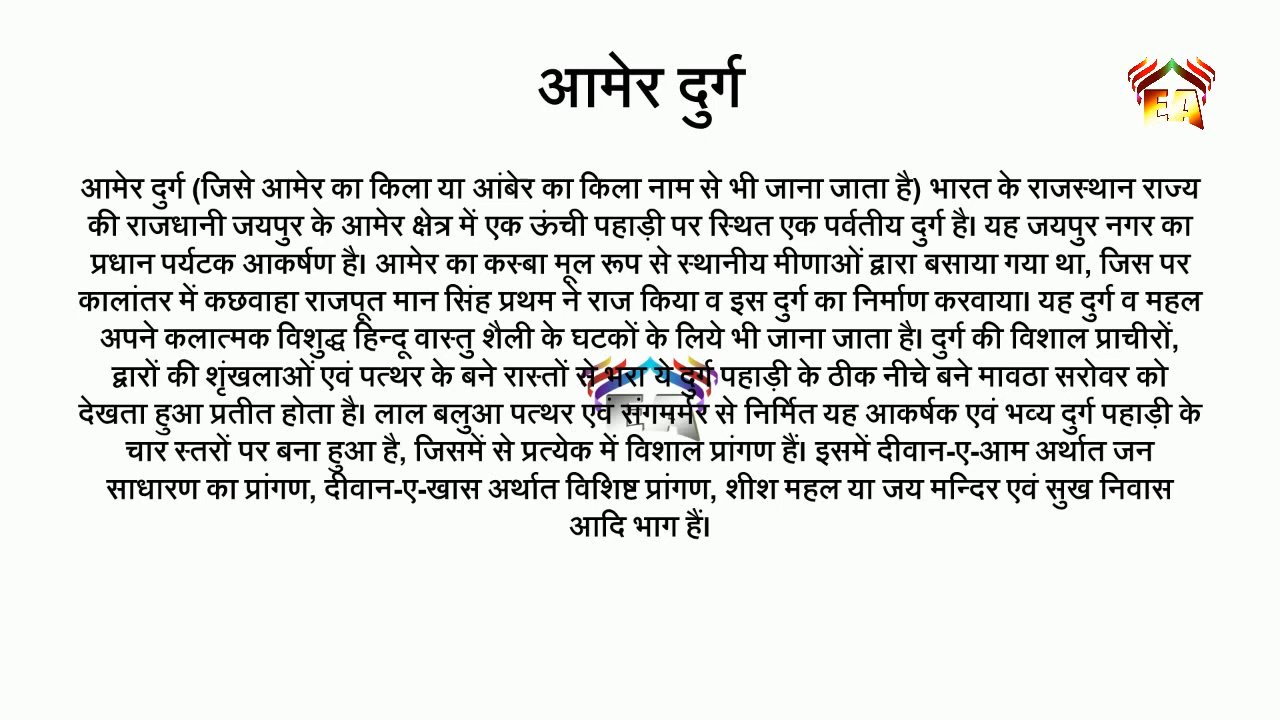 आमेर दुर्ग
EA
आमेर दुर्ग (जिसे आमेर का किला या आंबेर का किला नाम से भी जाना जाता है) भारत के राजस्थान राज्य
की राजधानी जयपुर के आमेर क्षेत्र में एक ऊंची पहाड़ी पर स्थित एक पर्वतीय दुर्ग है। यह जयपुर नगर का
प्रधान पर्यटक आकर्षण है। आमेर का कस्बा मूल रूप से स्थानीय मीणाओं द्वारा बसाया गया था, जिस पर
कालांतर में कछवाहा राजपूत मान सिंह प्रथम ने राज किया व इस दुर्ग का निर्माण करवाया। यह दुर्ग व महल
अपने कलात्मक विशुद्ध हिन्दू वास्तु शैली के घटकों के लिये भी जाना जाता है। दुर्ग की विशाल प्राचीरों,
द्वारों की शृंखलाओं एवं पत्थर के बने रास्तों से भरा ये दुर्ग पहाड़ी के ठीक नीचे बने मावठा सरोवर को
देखता हुआ प्रतीत होता है। लाल बलुआ पत्थर एवं संगमर्मर से निर्मित यह आकर्षक एवं भव्य दुर्ग पहाड़ी के
चार स्तरों पर बना हुआ है, जिसमें से प्रत्येक में विशाल प्रांगण हैं। इसमें दीवान-ए-आम अर्थात जन
साधारण का प्रांगण, दीवान-ए-खास अर्थात विशिष्ट प्रांगण, शीश महल या जय मन्दिर एवं सुख निवास
आदि भाग हैं।
EA